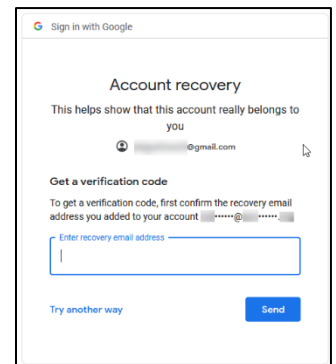 Sign in with Google
Account recovery
This helps show that this account really belongs to
you
@gmail.com
Get a verification code
To get a verification code, first confirm the recovery email
address you added to your account ••••••@ ••••••.
Enter recovery email address
Try another way
Send